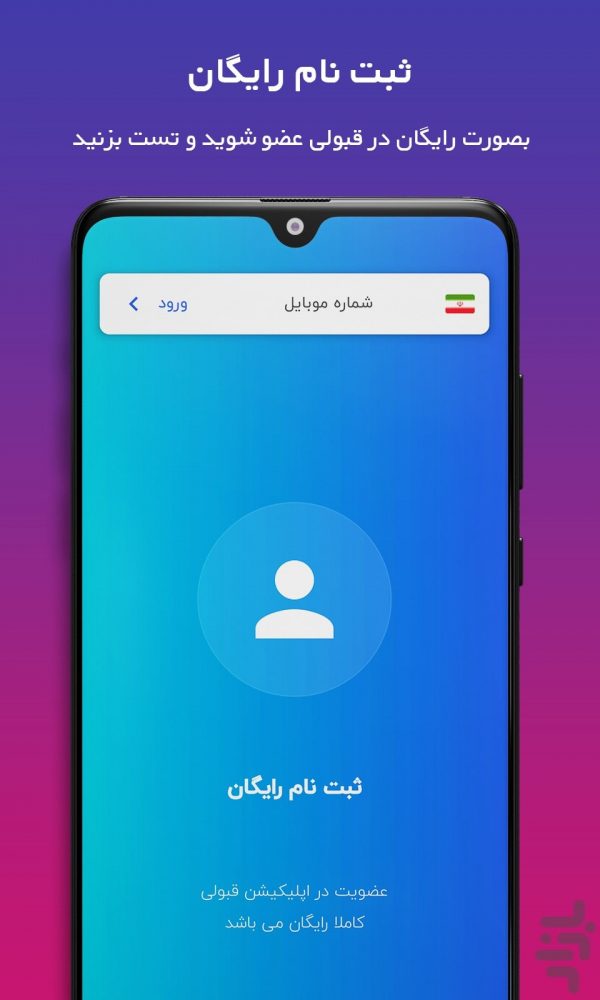 ثبت نام رایگان
بصورت رایگان در قبولی عضو شوید و تست بزنید
شماره موبایل
ورود
ثبت نام رایگان
عضویت در اپلیکیشن قبولی
کاملا رایگان می باشد
بازار